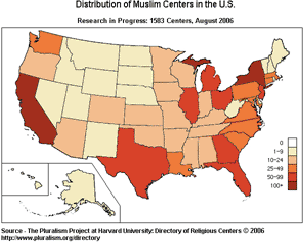 Distribution of Muslim Centers in the U.S.
Research in Progress: 1583 Centers, August 2006
0
1-9
10-24
25-49
50-99
100+
Source - The Pluralism Project at Harvard University: Directory of Religious Centers © 2006
http://www.pluralism.org/directory